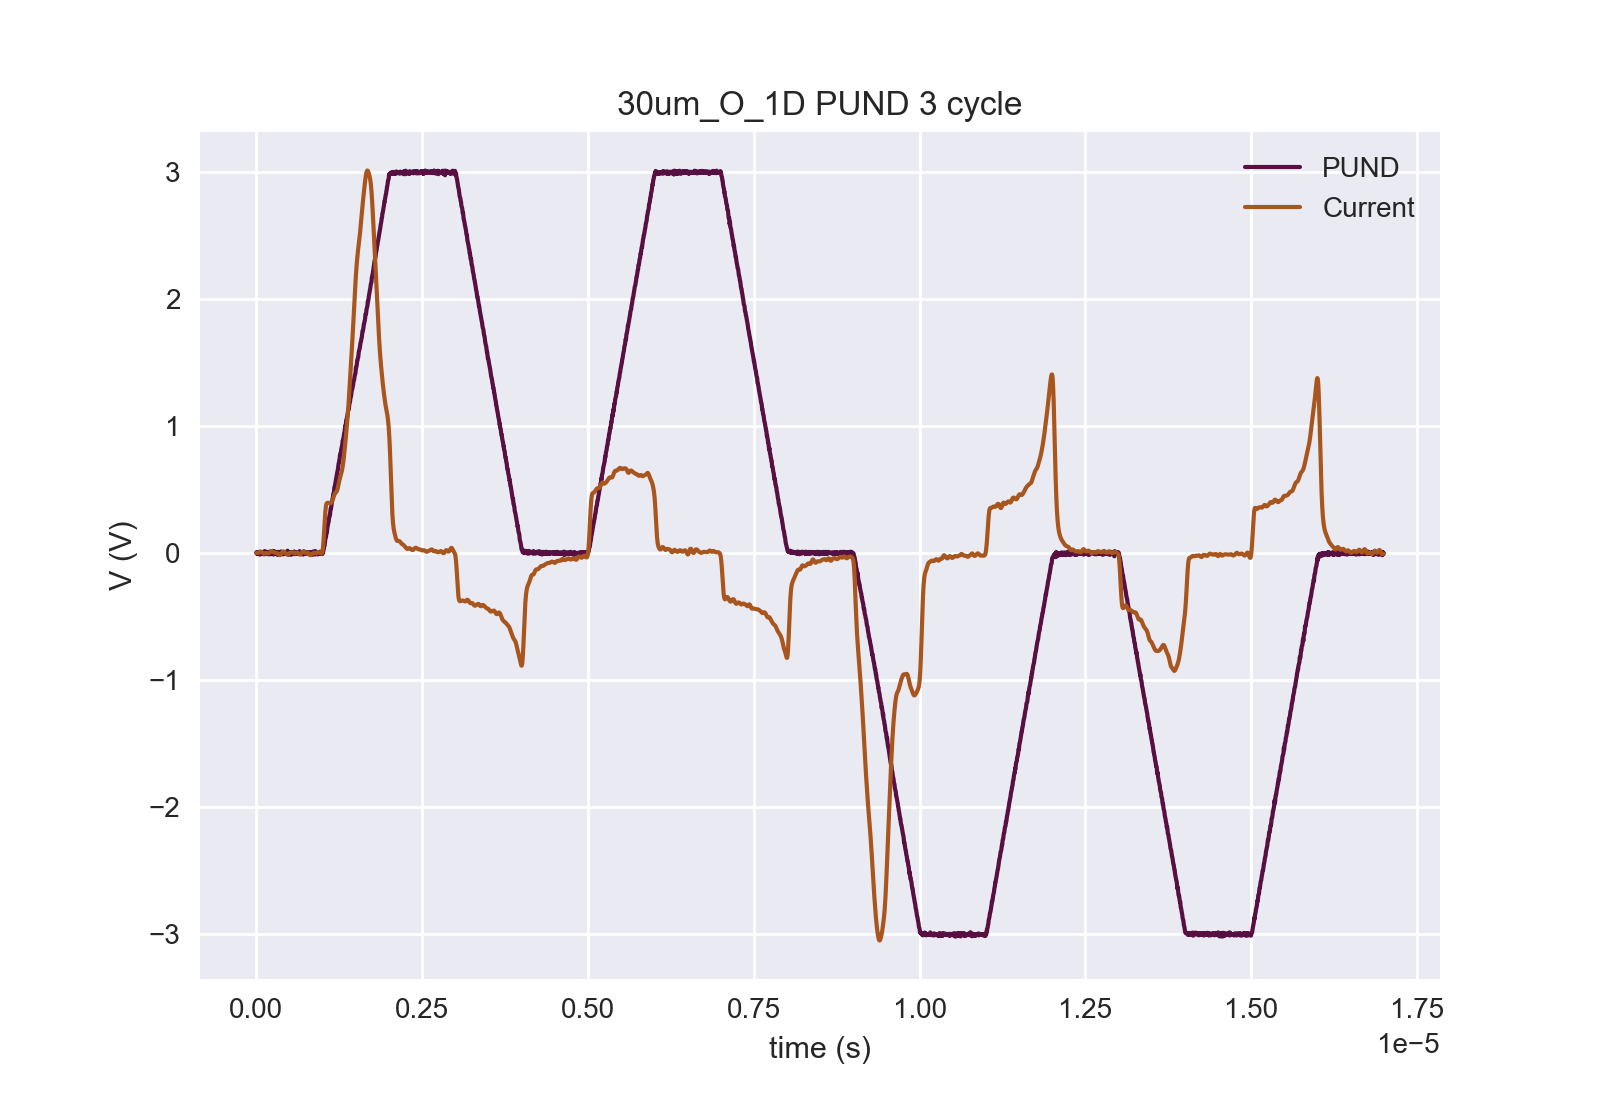 30um_O_1D PUND 3 cycle
PUND
Current
V (V)
3
2
1
0
−1
−2
−3
0.00 0.25 0.50 0.75 1.00 1.25 1.50 1.75
time (s)
1e−5